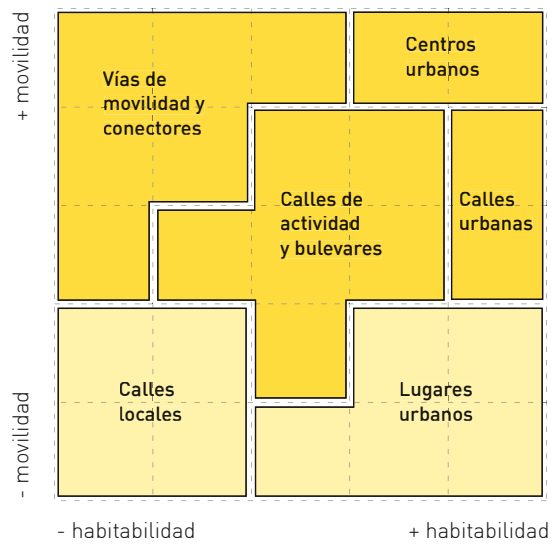 + movilidad
Vías de
movilidad y
conectores
Centros
urbanos
Calles de
actividad
y bulevares
Calles
urbanas
Calles
locales
Lugares
urbanos
- movilidad
- habitabilidad
+ habitabilidad